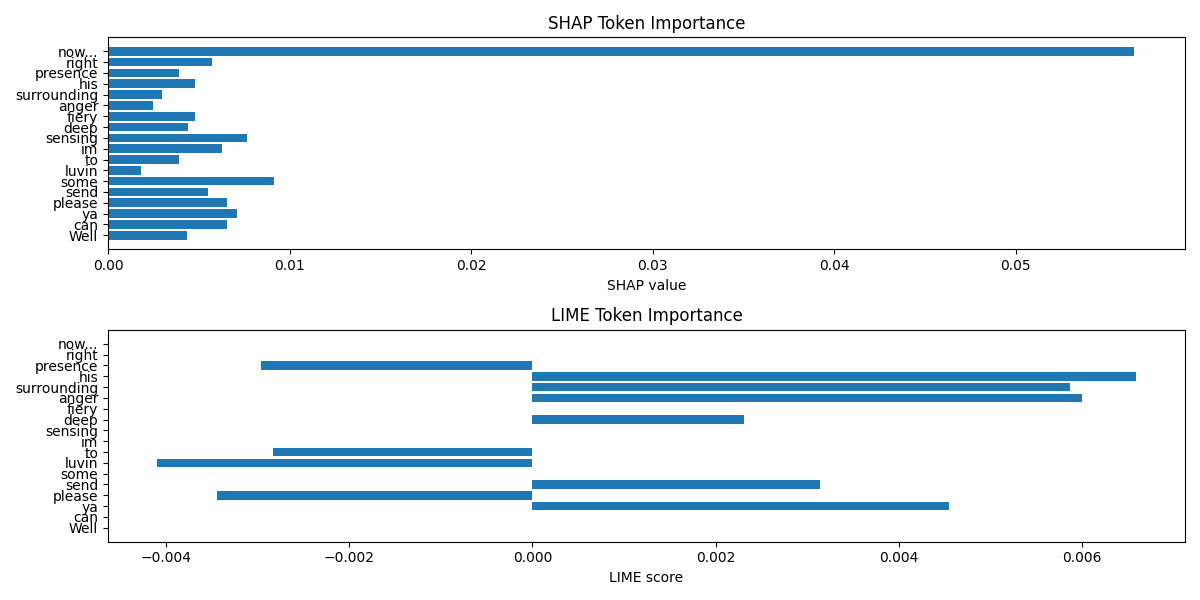 SHAP Token Importance
now...
right
presence
his
surrounding
anger
fiery
deep
sensing
im
to
luvin
some
send
please
ya
can
Well
0.00 0.01 0.02 0.03 0.04 0.05
SHAP value
LIME Token Importance
now...
right
presence
his
surrounding
anger
fiery
deep
sensing
im
to
luvin
some
send
please
ya
can
Well
−0.004 −0.002 0.000 0.002 0.004 0.006
LIME score